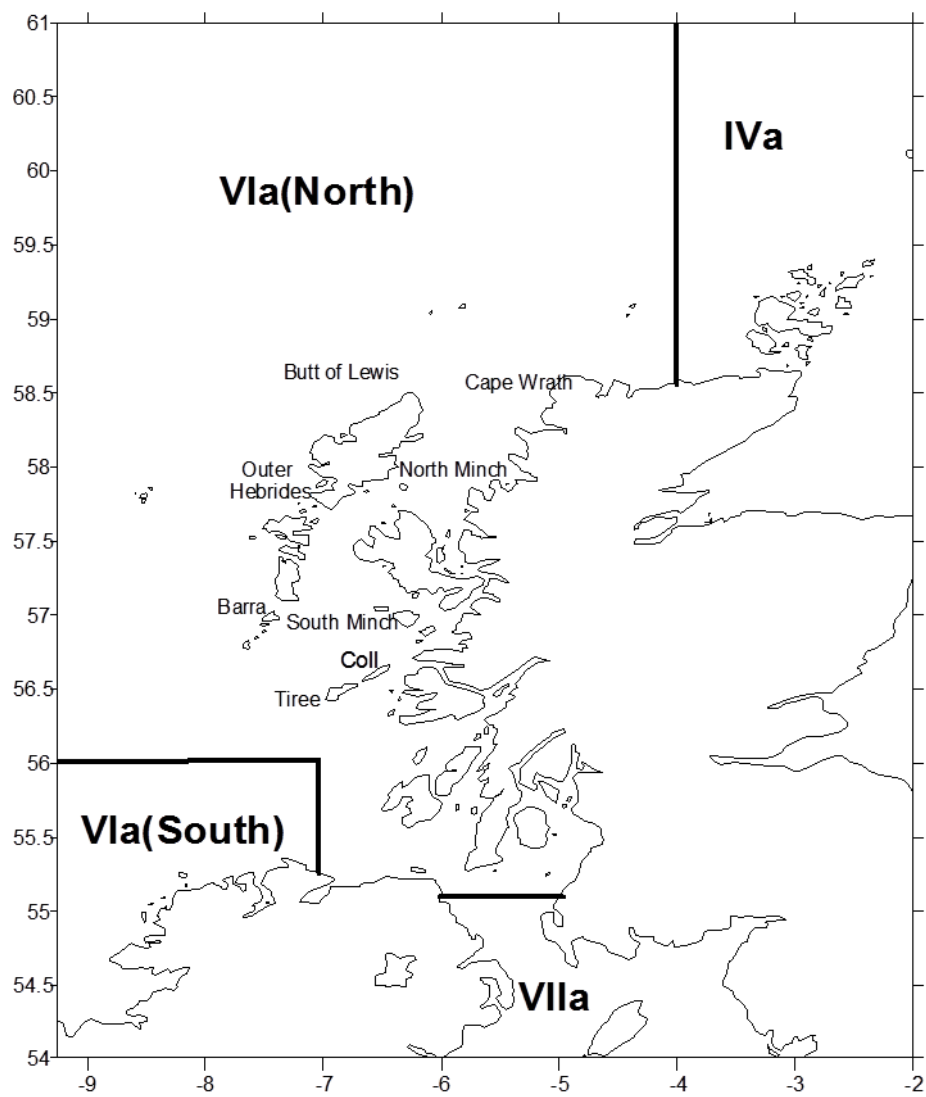 61
60.5
IVa
60
VIa(North)
59.5
59
Butt of Lewis
Cape Wrath
58.5
58
Outer
North Minch
Hebrides
57.5
57
Barra
South Minch
Coll
56.5
Tiree
56
55.5
VIa(South)
55
54.5
VIIa
54
-9 -8 -7 -6 -5 -4 -3 -2